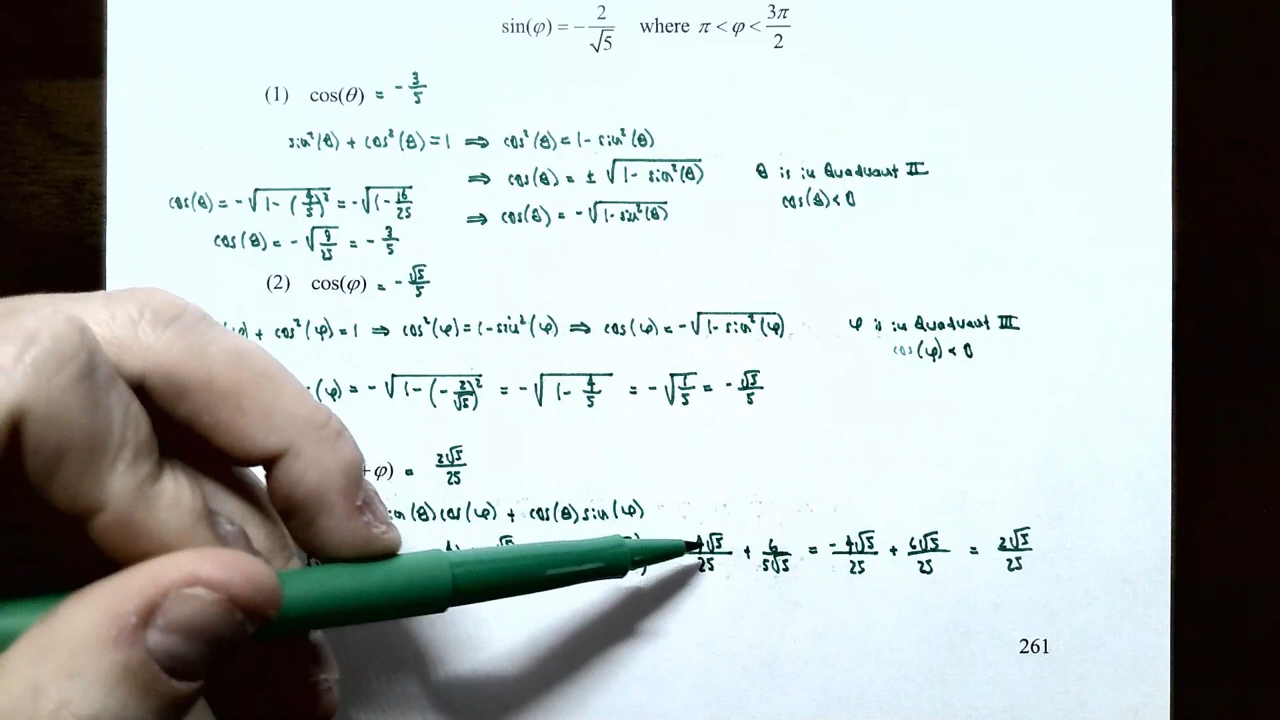 sin(φ) = − 2/√5 where π < φ < 3π/2
(1) cos(θ) = − 3/5
sin²(θ) + cos²(θ) = 1 ⇒ cos²(θ) = 1 − sin²(θ)
⇒ cos(θ) = ± √(1 − sin²(θ)) θ is in Quadrant II
cos(θ) < 0
cos(θ) = −√(1 − (4/5)²) = −√(1 − 16/25) ⇒ cos(θ) = −√(1 − sin²(θ))
cos(θ) = −√(9/25) = − 3/5
(2) cos(φ) = − √5/5
+ cos²(φ) = 1 ⇒ cos²(φ) = 1 − sin²(φ) ⇒ cos(φ) = −√(1 − sin²(φ)) φ is in Quadrant III
cos(φ) < 0
(φ) = −√(1 − (− 2/√5)²) = −√(1 − 4/5) = −√(1/5) = − √5/5
+φ) = 2√5/25
(θ)cos(φ) + cos(θ)sin(φ)
4√5/25 + 6/5√5 = −4√5/25 + 6√5/25 = 2√5/25
261